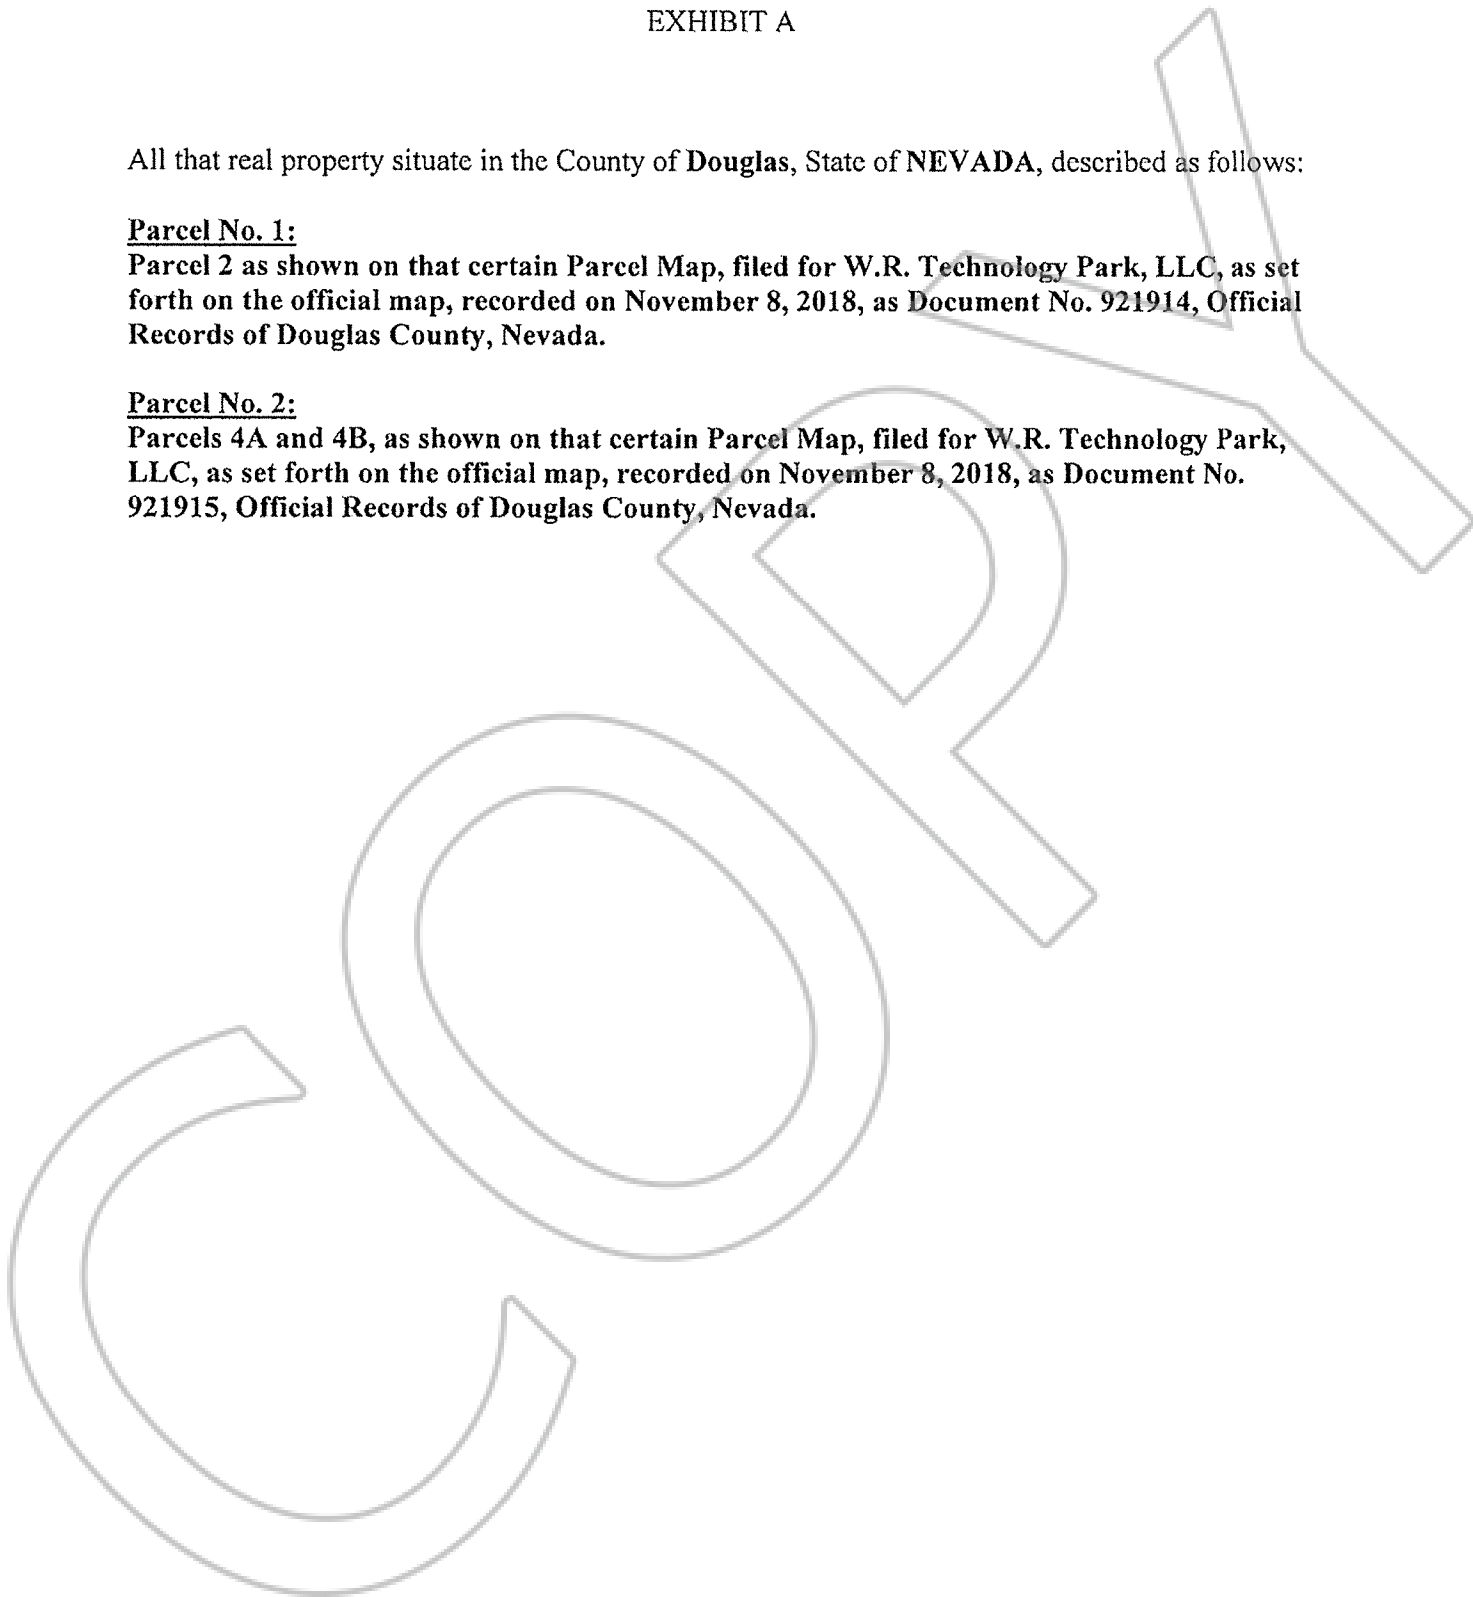 EXHIBIT A
All that real property situate in the County of Douglas, State of NEVADA, described as follows:
Parcel No. 1:
Parcel 2 as shown on that certain Parcel Map, filed for W.R. Technology Park, LLC, as set
forth on the official map, recorded on November 8, 2018, as Document No. 921914, Official
Records of Douglas County, Nevada.
Parcel No. 2:
Parcels 4A and 4B, as shown on that certain Parcel Map, filed for W.R. Technology Park,
LLC, as set forth on the official map, recorded on November 8, 2018, as Document No.
921915, Official Records of Douglas County, Nevada.
COPY